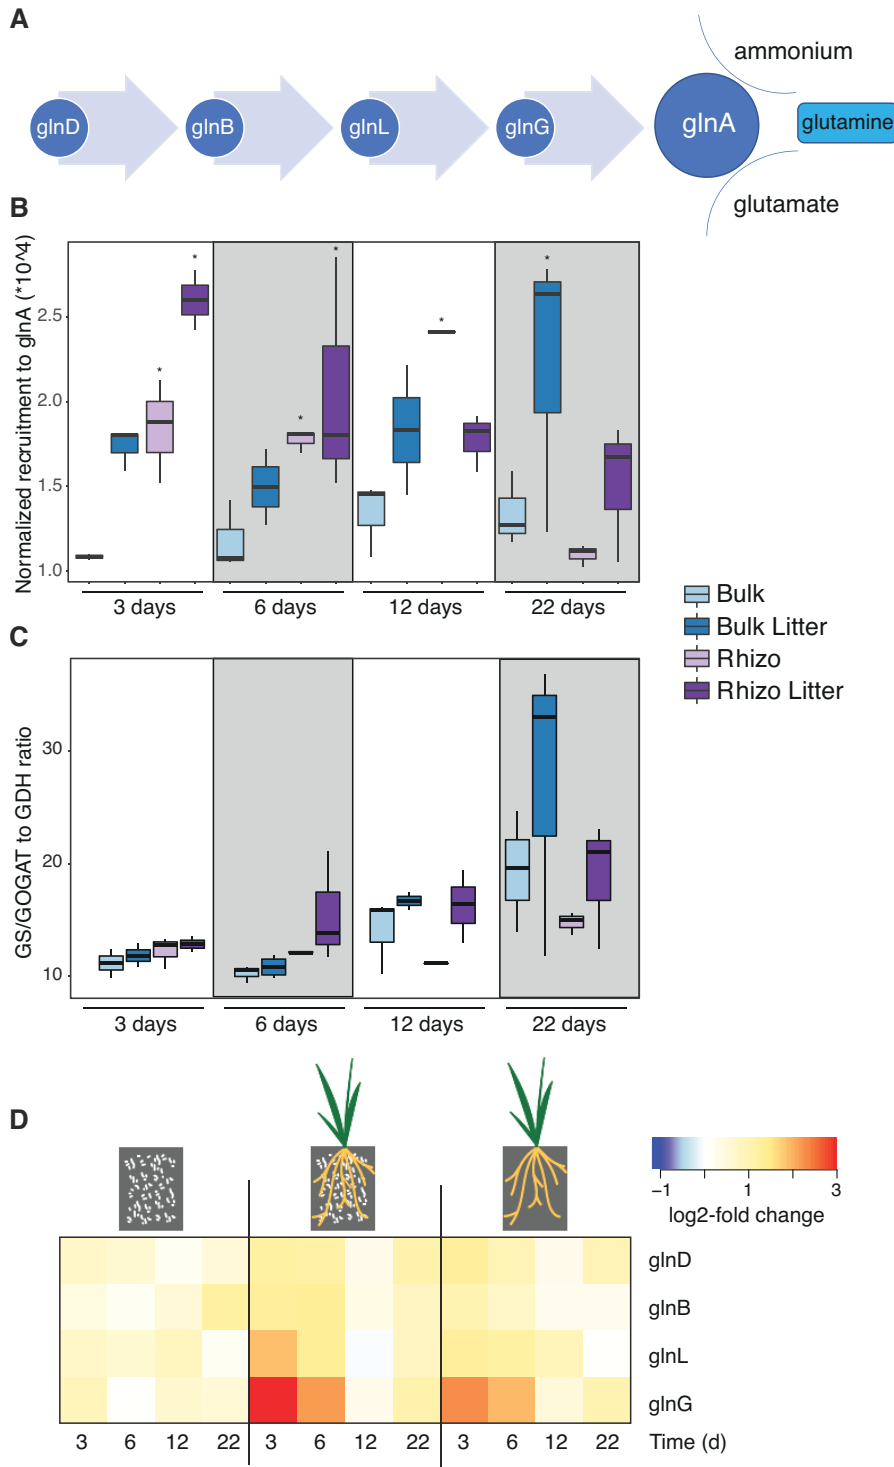 A
glnD
glnB
glnL
glnG
glnA
ammonium
glutamine
glutamate
B
Normalized recruitment to glnA (*10^4)
2.5
2.0
1.5
1.0
*
*
*
*
*
*
3 days
6 days
12 days
22 days
Bulk
Bulk Litter
Rhizo
Rhizo Litter
C
GS/GOGAT to GDH ratio
30
20
10
3 days
6 days
12 days
22 days
D
−1 1 3
log2-fold change
glnD
glnB
glnL
glnG
3 6 12 22 3 6 12 22 3 6 12 22 Time (d)